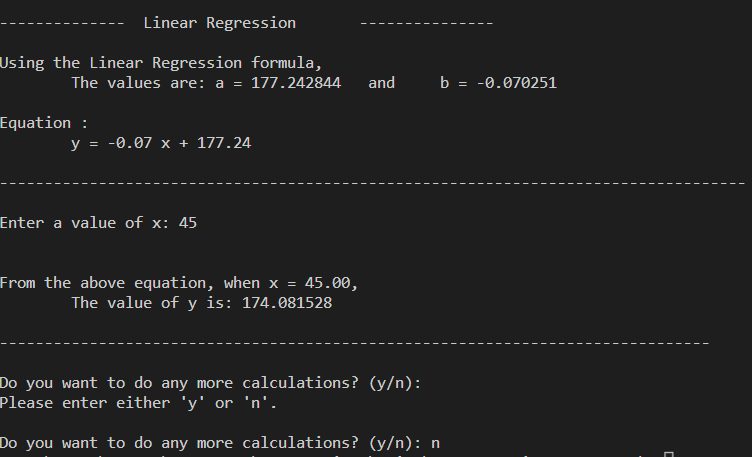 --------------  Linear Regression       ---------------
Using the Linear Regression formula,
        The values are: a = 177.242844   and     b = -0.070251
Equation :
        y = -0.07 x + 177.24
-----------------------------------------------------------------------------------
Enter a value of x: 45
From the above equation, when x = 45.00,
        The value of y is: 174.081528
-------------------------------------------------------------------------------
Do you want to do any more calculations? (y/n):
Please enter either 'y' or 'n'.
Do you want to do any more calculations? (y/n): n